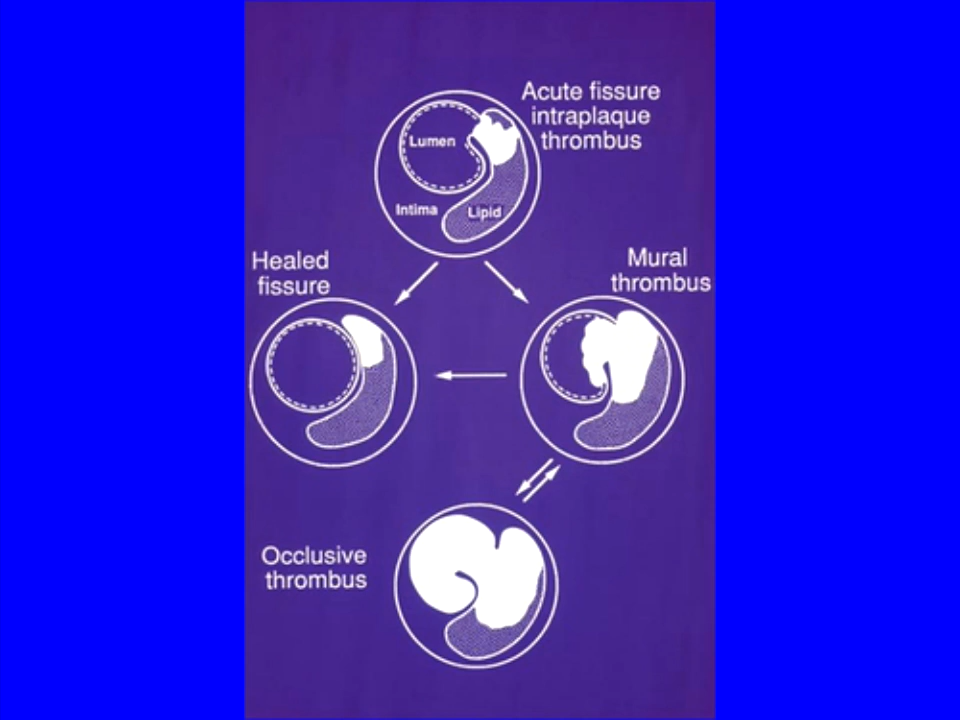 Acute fissure
intraplaque
thrombus
Lumen
Intima
Lipid
Healed
fissure
Mural
thrombus
Occlusive
thrombus